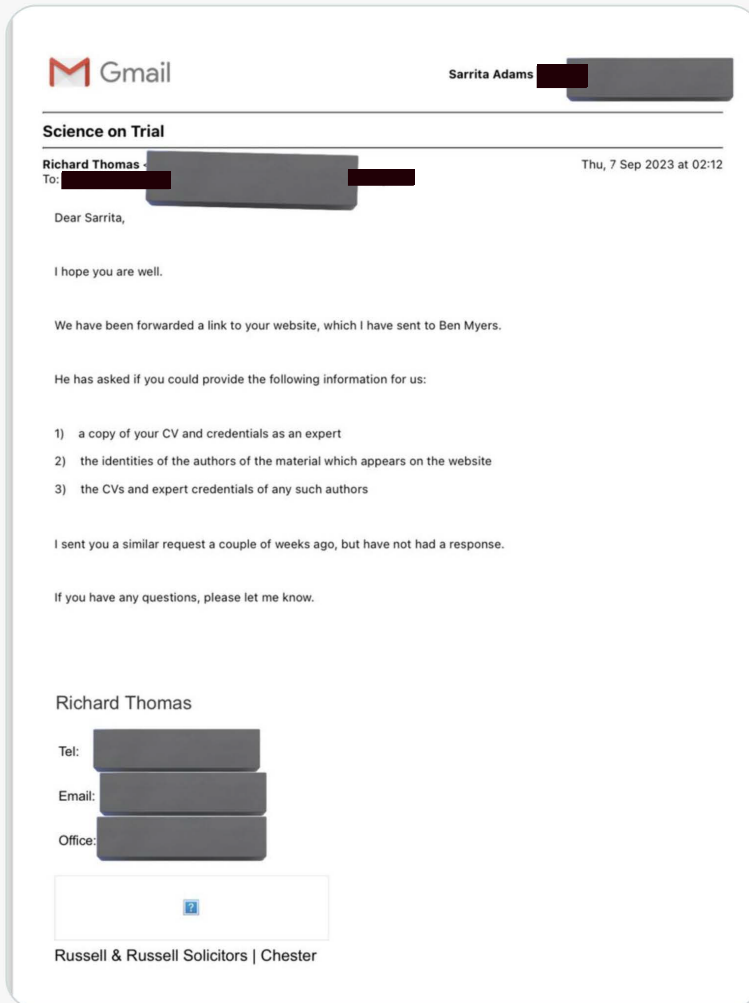 Gmail
Sarrita Adams
Science on Trial
Richard Thomas
Thu, 7 Sep 2023 at 02:12
To:
Dear Sarrita,
I hope you are well.
We have been forwarded a link to your website, which I have sent to Ben Myers.
He has asked if you could provide the following information for us:
1) a copy of your CV and credentials as an expert
2) the identities of the authors of the material which appears on the website
3) the CVs and expert credentials of any such authors
I sent you a similar request a couple of weeks ago, but have not had a response.
If you have any questions, please let me know.
Richard Thomas
Tel:
Email:
Office:
?
Russell & Russell Solicitors | Chester